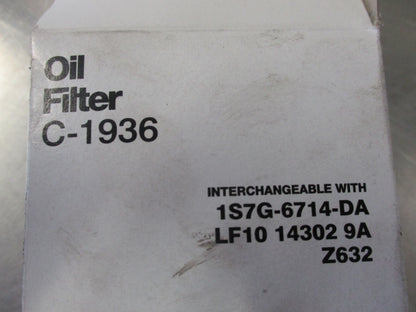 Oil
Filter
C-1936
INTERCHANGEABLE WITH
1S7G-6714-DA
LF10 14302 9A
Z632